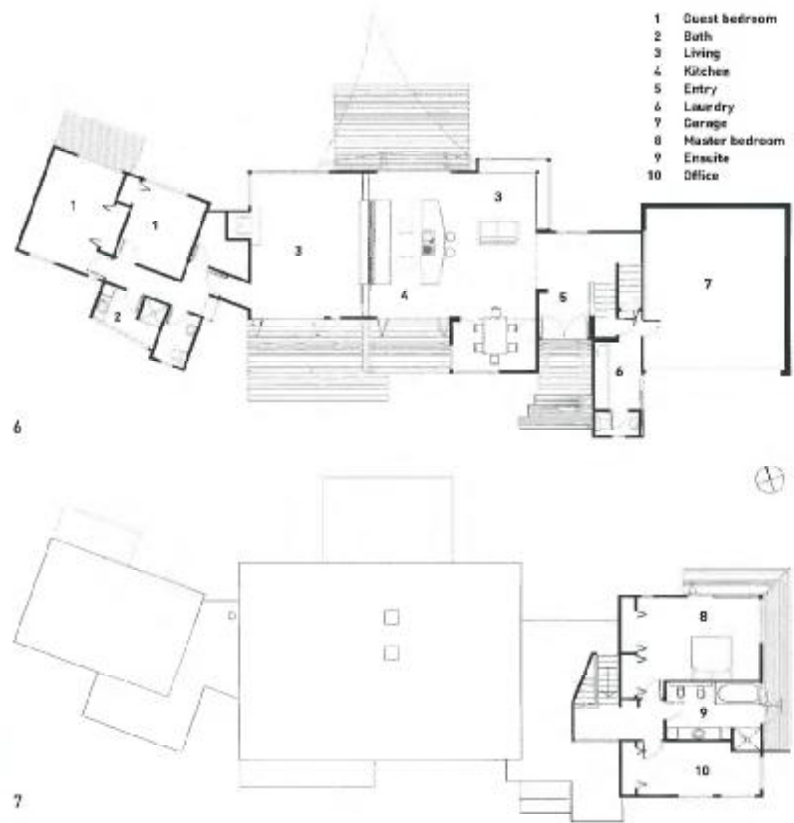 1 Guest bedroom
2 Bath
3 Living
4 Kitchen
5 Entry
6 Laundry
7 Garage
8 Master bedroom
9 Ensuite
10 Office
1
1
3
3
7
4
5
2
6
6
8
9
10
7